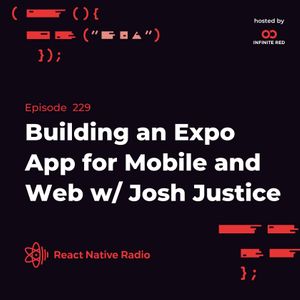 hosted by
INFINITE RED
Episode 229
Building an Expo
App for Mobile and
Web w/ Josh Justice
React Native Radio